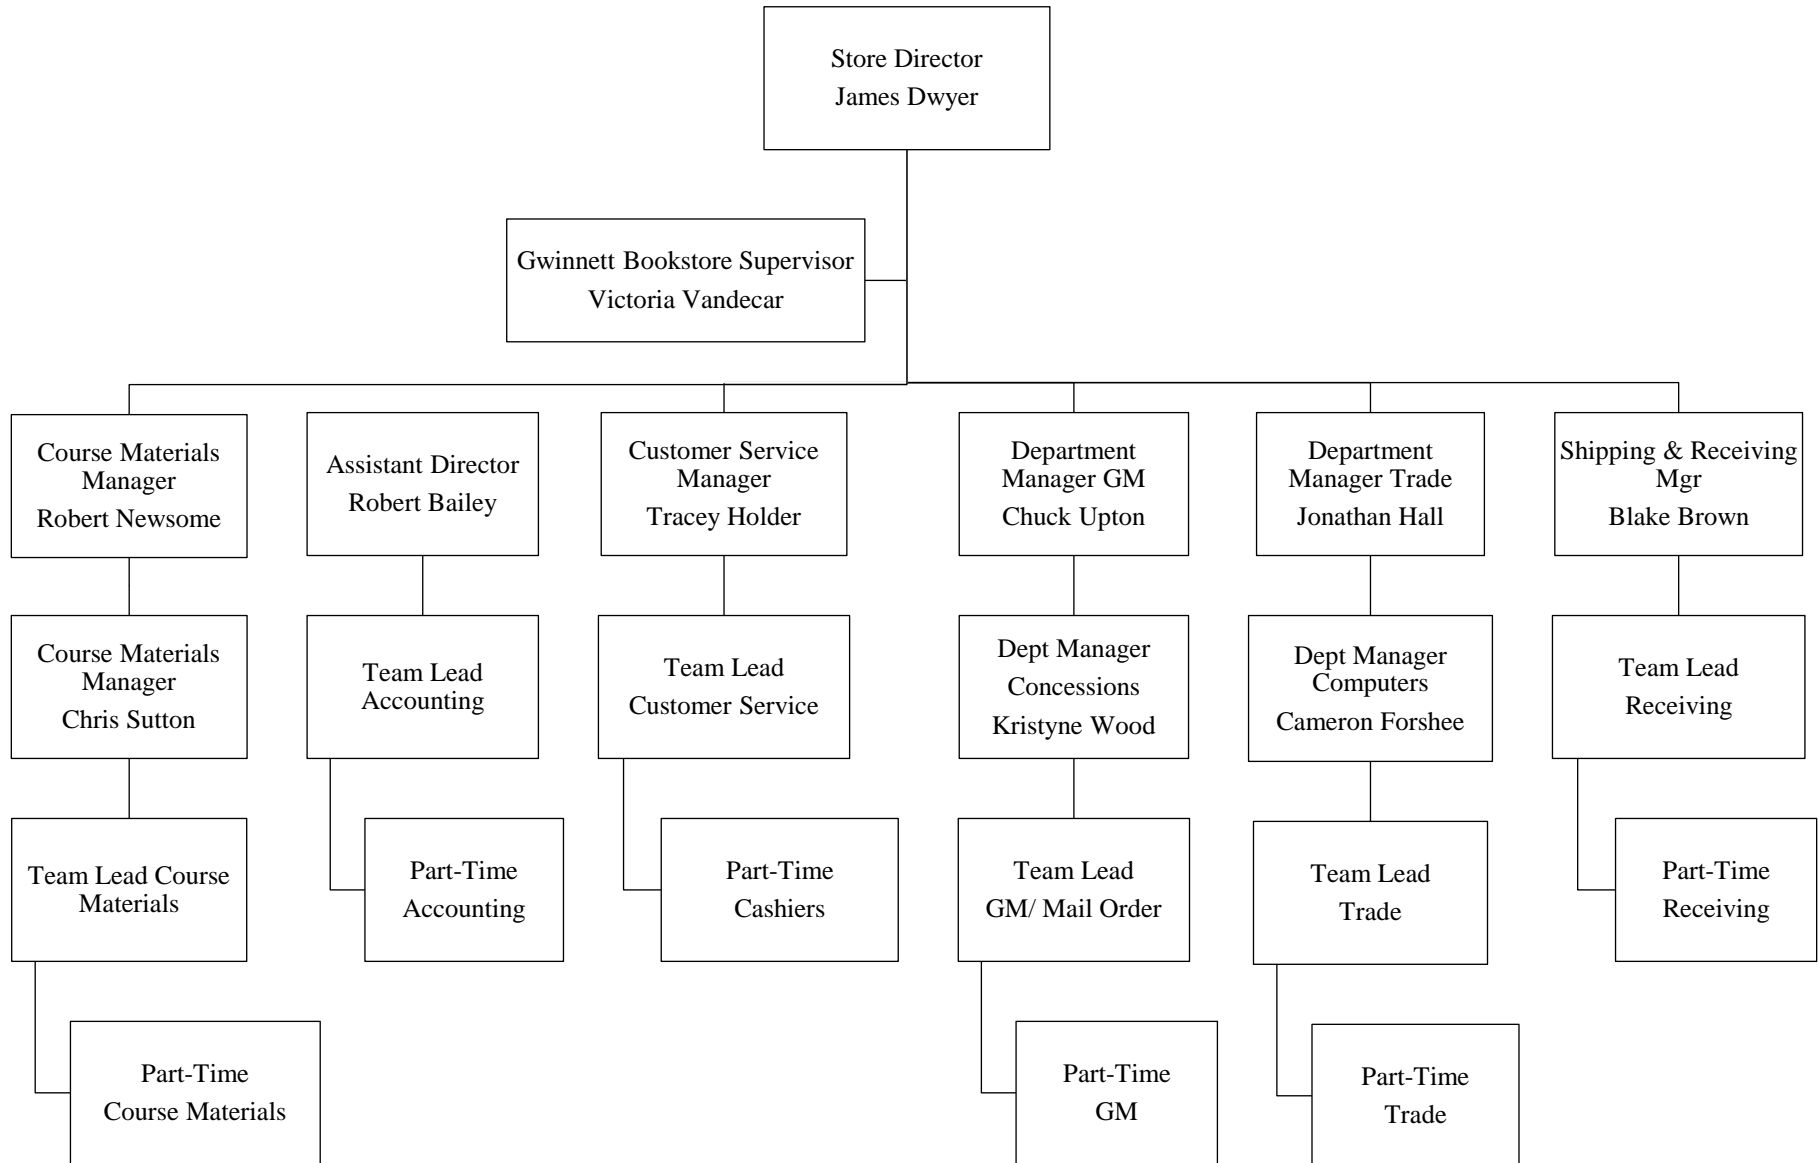 Store Director
James Dwyer
Gwinnett Bookstore Supervisor
Victoria Vandecar
Course Materials
Manager
Robert Newsome
Assistant Director
Robert Bailey
Customer Service
Manager
Tracey Holder
Department
Manager GM
Chuck Upton
Department
Manager Trade
Jonathan Hall
Shipping & Receiving
Mgr
Blake Brown
Course Materials
Manager
Chris Sutton
Team Lead
Accounting
Team Lead
Customer Service
Dept Manager
Concessions
Kristyne Wood
Dept Manager
Computers
Cameron Forshee
Team Lead
Receiving
Team Lead Course
Materials
Part-Time
Accounting
Part-Time
Cashiers
Team Lead
GM/ Mail Order
Team Lead
Trade
Part-Time
Receiving
Part-Time
Course Materials
Part-Time
GM
Part-Time
Trade